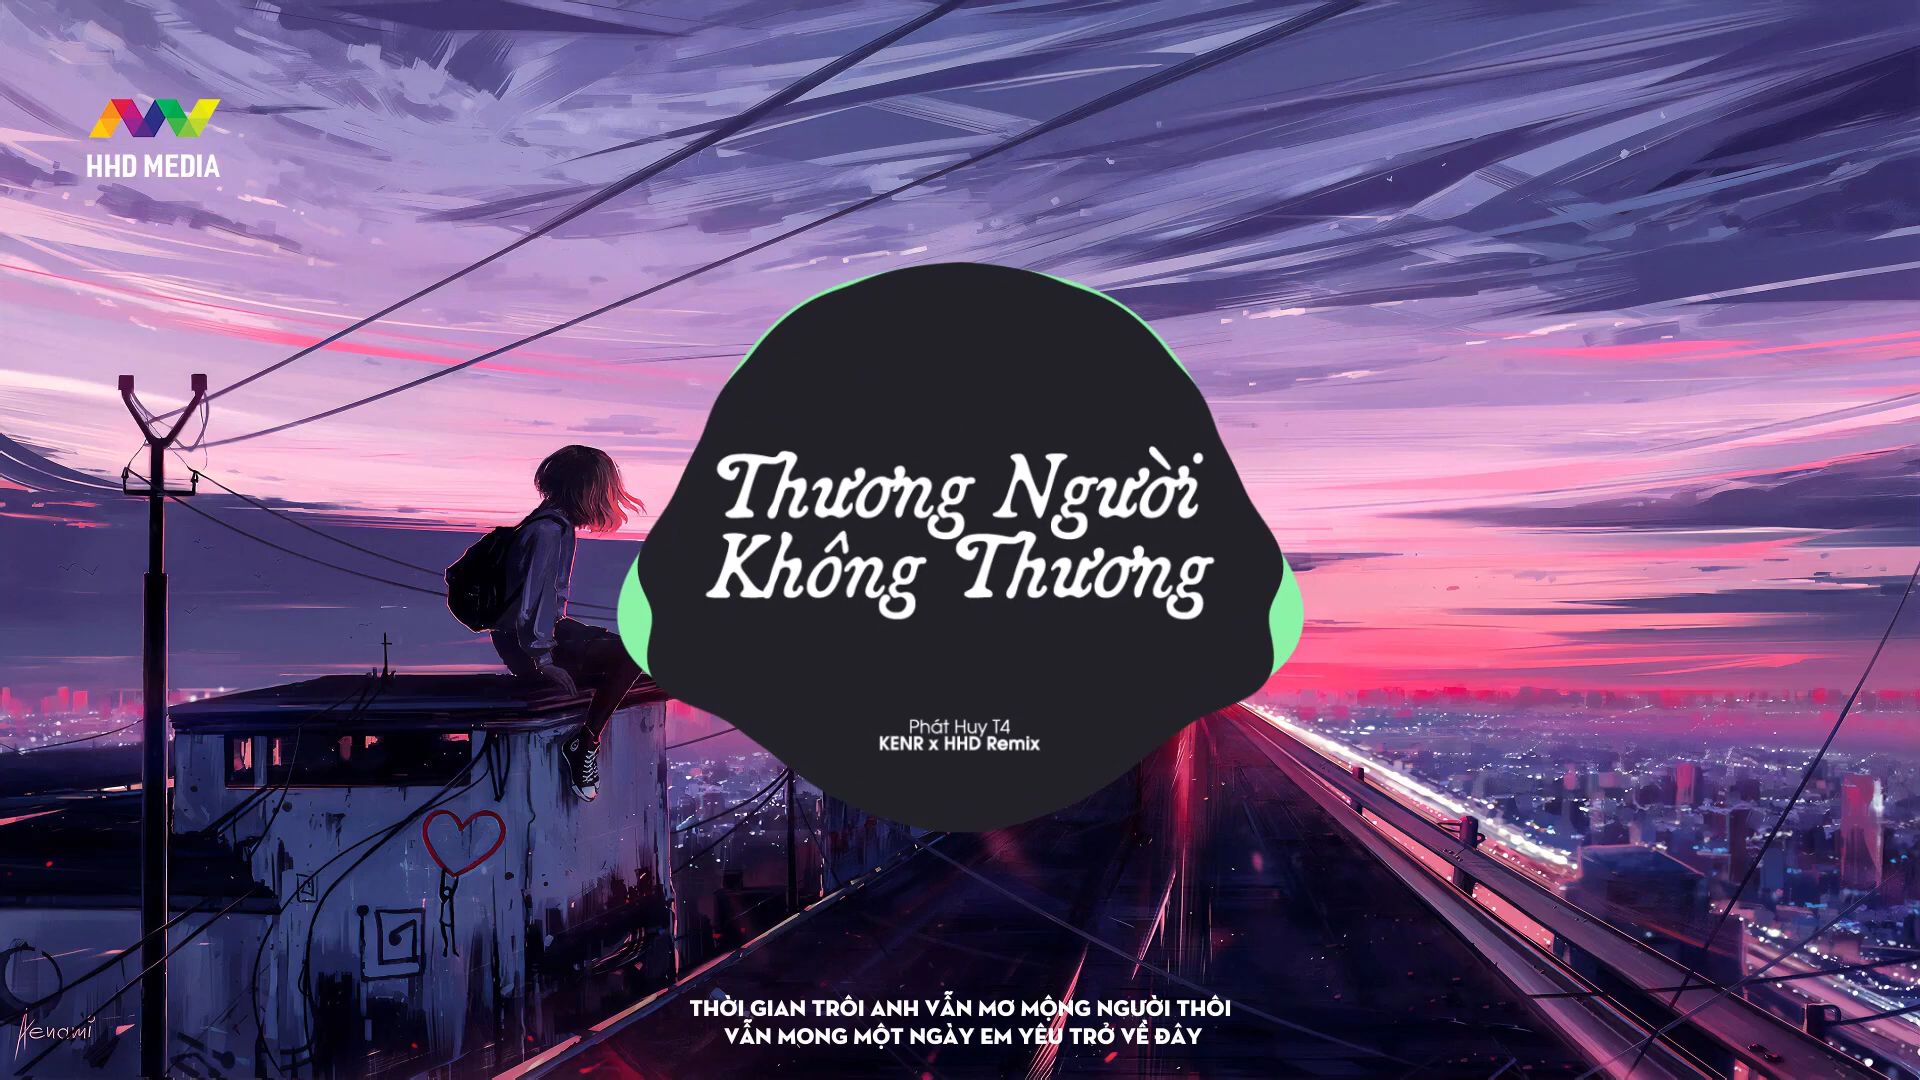 HHD MEDIA
Thương Người
Không Thương
Phát Huy T4
KENR x HHD Remix
THỜI GIAN TRÔI ANH VẪN MƠ MỘNG NGƯỜI THÔI
VẪN MONG MỘT NGÀY EM YÊU TRỞ VỀ ĐÂY
Aenami